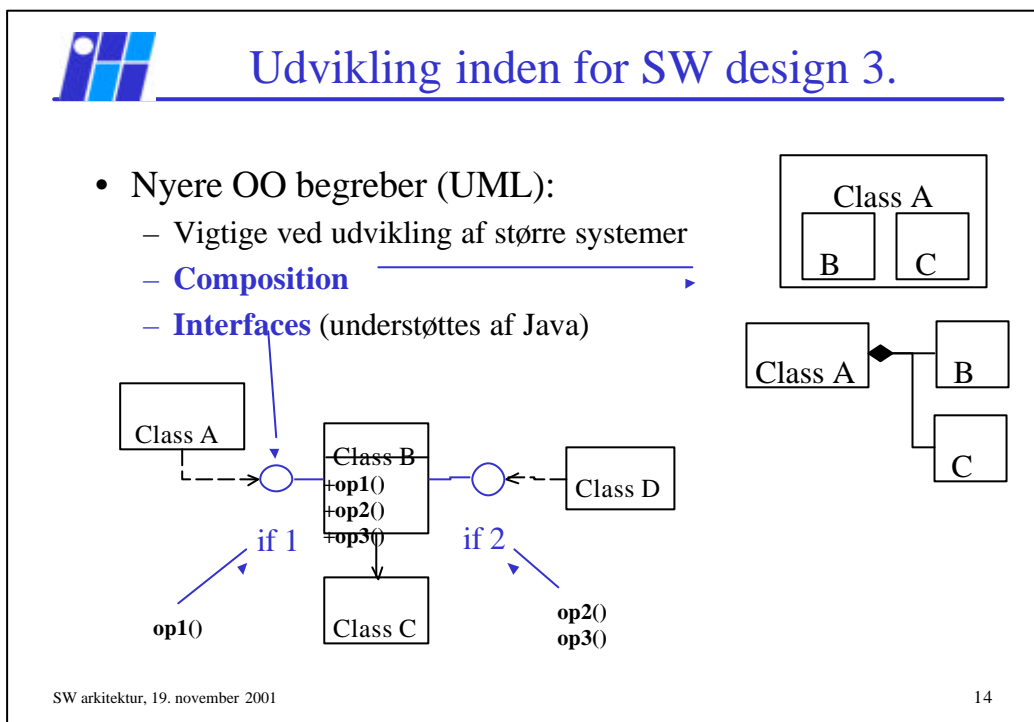 Udvikling inden for SW design 3.
• Nyere OO begreber (UML):
– Vigtige ved udvikling af større systemer
– Composition
– Interfaces (understøttes af Java)
Class A
B C
Class A
B
C
Class A
Class B
+op1()
+op2()
+op3()
Class D
if 1
if 2
op1()
Class C
op2()
op3()
SW arkitektur, 19. november 2001
14